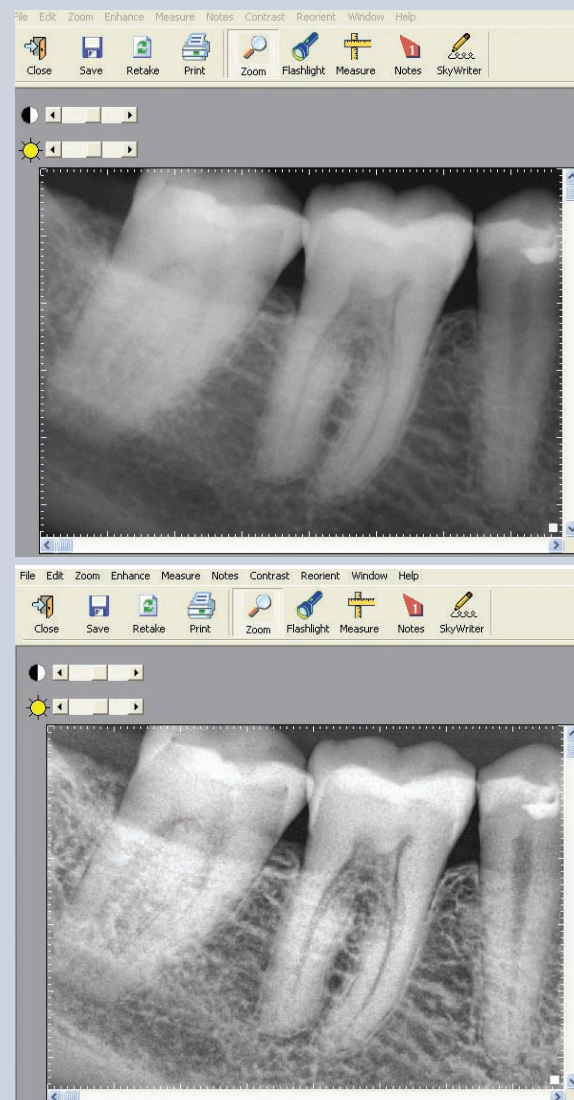 File Edit Zoom Enhance Measure Notes Contrast Reorient Window Help
Close Save Retake Print Zoom Flashlight Measure Notes SkyWriter
1
File Edit Zoom Enhance Measure Notes Contrast Reorient Window Help
Close Save Retake Print Zoom Flashlight Measure Notes SkyWriter
1